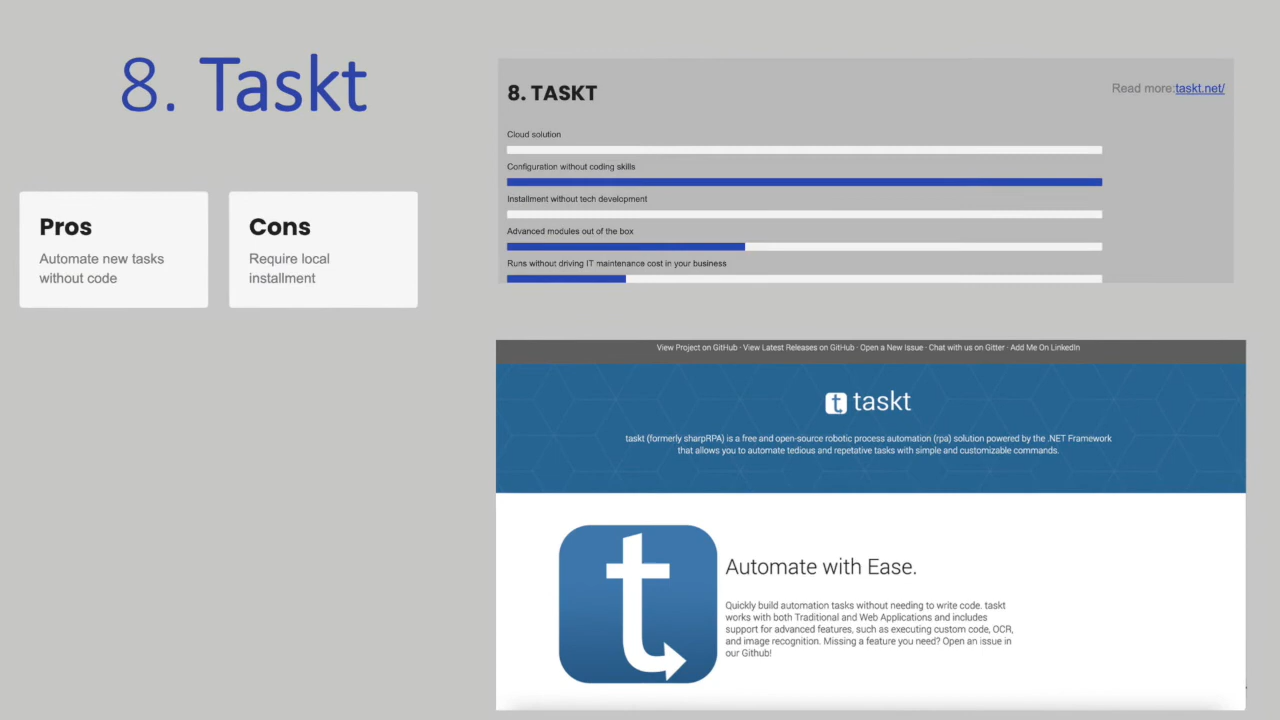 8. Taskt
Pros
Automate new tasks
without code
Cons
Require local
installment
8. TASKT
Read more:taskt.net/
Cloud solution
Configuration without coding skills
Installment without tech development
Advanced modules out of the box
Runs without driving IT maintenance cost in your business
View Project on GitHub · View Latest Releases on GitHub · Open a New Issue · Chat with us on Gitter · Add Me On LinkedIn
t taskt
taskt (formerly sharpRPA) is a free and open-source robotic process automation (rpa) solution powered by the .NET Framework
that allows you to automate tedious and repetative tasks with simple and customizable commands.
t
Automate with Ease.
Quickly build automation tasks without needing to write code. taskt
works with both Traditional and Web Applications and includes
support for advanced features, such as executing custom code, OCR,
and image recognition. Missing a feature you need? Open an issue in
our Github!